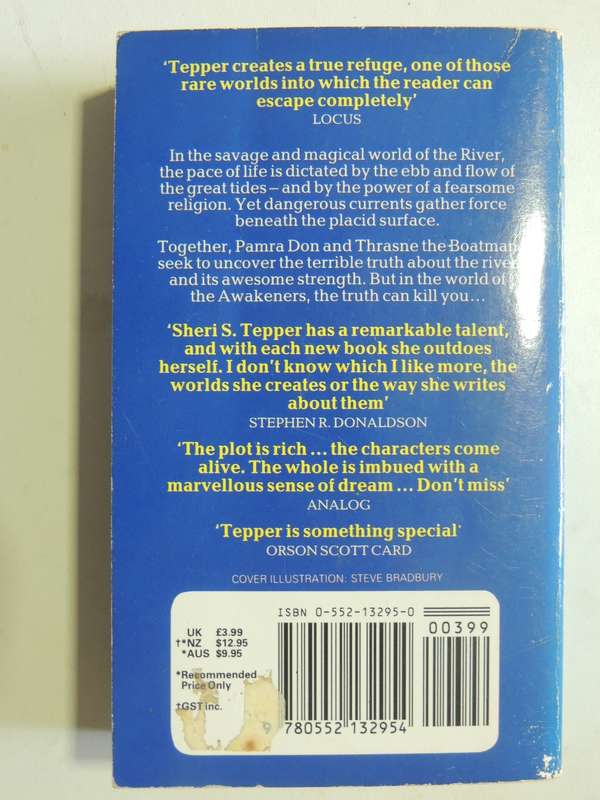 ‘Tepper creates a true refuge, one of those
rare worlds into which the reader can
escape completely’
LOCUS
In the savage and magical world of the River,
the pace of life is dictated by the ebb and flow of
the great tides – and by the power of a fearsome
religion. Yet dangerous currents gather force
beneath the placid surface.
Together, Pamra Don and Thrasne the Boatman
seek to uncover the terrible truth about the river
and its awesome strength. But in the world of
the Awakeners, the truth can kill you...
‘Sheri S. Tepper has a remarkable talent,
and with each new book she outdoes
herself. I don’t know which I like more, the
worlds she creates or the way she writes
about them’
STEPHEN R. DONALDSON
‘The plot is rich ... the characters come
alive. The whole is imbued with a
marvellous sense of dream ... Don’t miss’
ANALOG
‘Tepper is something special’
ORSON SCOTT CARD
COVER ILLUSTRATION: STEVE BRADBURY
ISBN 0-552-13295-0
00399
UK £3.99
†*NZ $12.95
*AUS $9.95
*Recommended
Price Only
†GST inc.
9 780552 132954